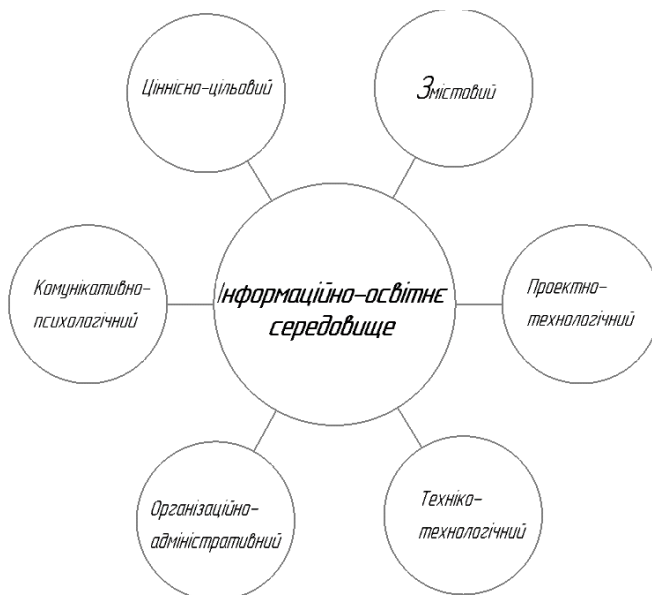 Ціннісно-цільовий
Змістовий
Комунікативно-
психологічний
Інформаційно-освітнє
середовище
Проектно-
технологічний
Організаційно-
адміністративний
Техніко-
технологічний